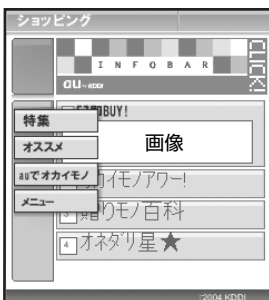 ショッピング
INFOBAR
CLICK!
au by KDDI
BUY!
特集
オススメ
画像
auでオカイモノ
カイモノアワー!
メニュー
3 贈りモノ百科
4 オネダリ星★
©2004 KDDI